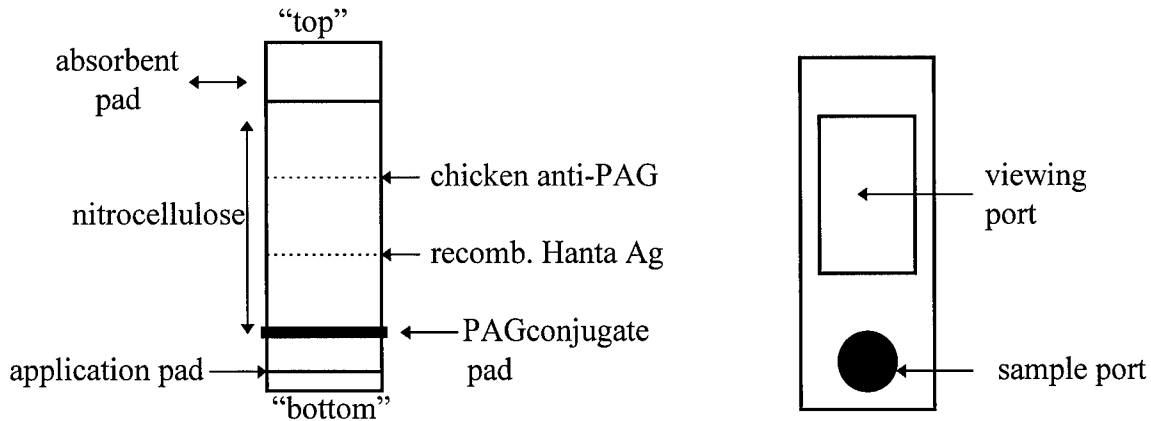 “top”
absorbent
pad
chicken anti-PAG
nitrocellulose
recomb. Hanta Ag
PAGconjugate
pad
application pad
“bottom”
viewing
port
sample port